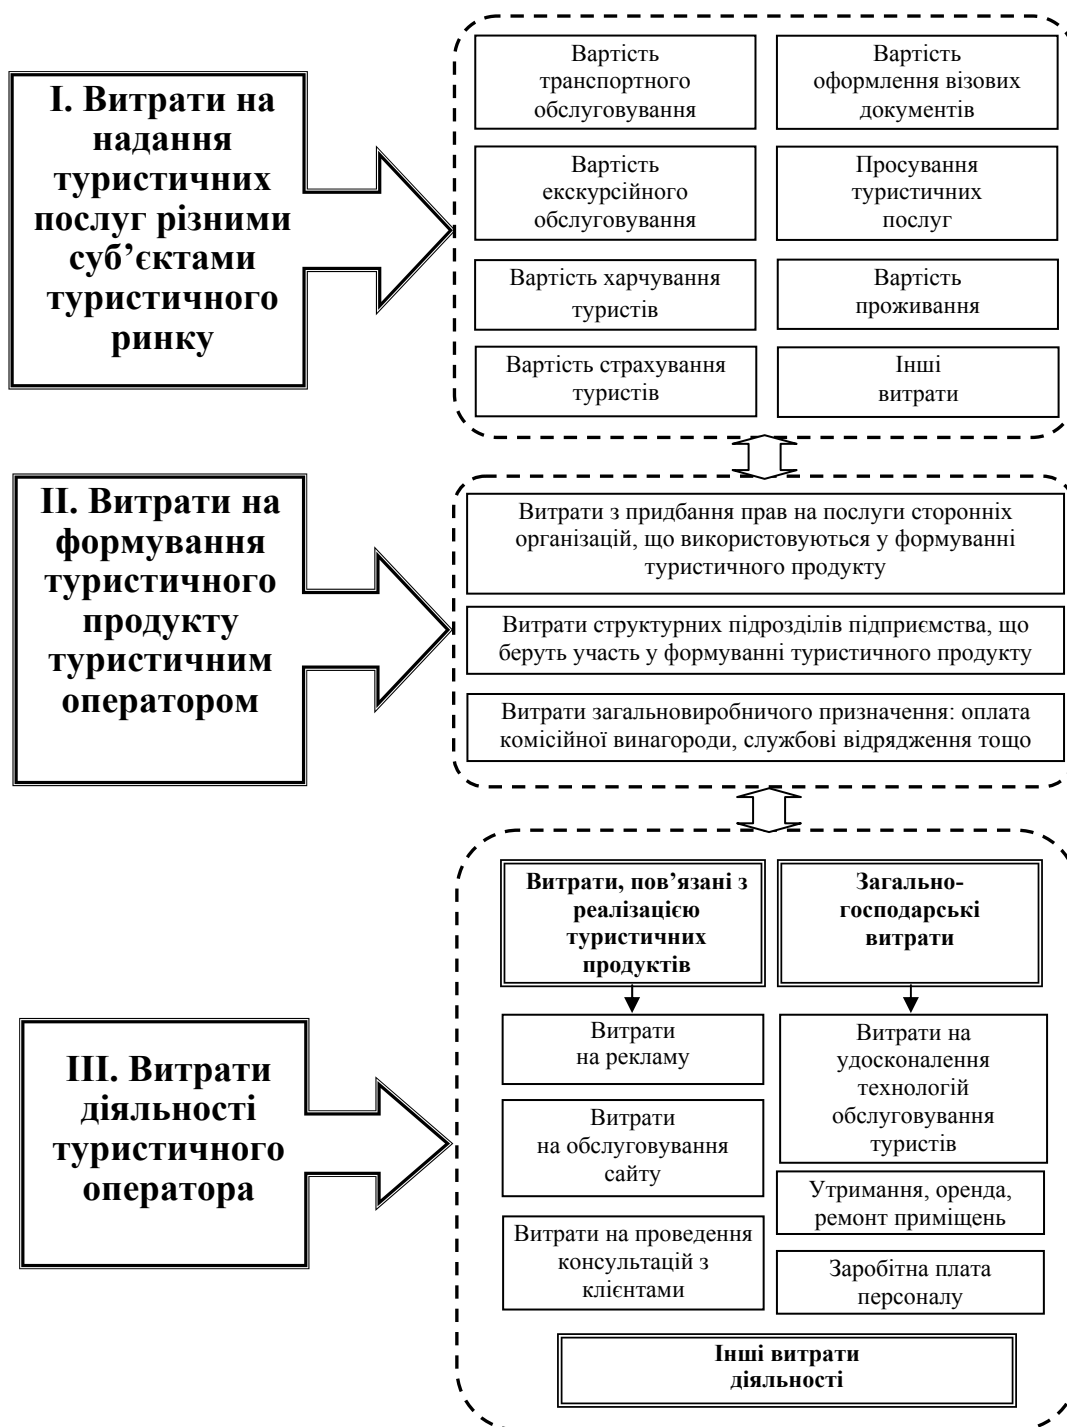 І. Витрати на
надання
туристичних
послуг різними
суб’єктами
туристичного
ринку
Вартість
транспортного
обслуговування
Вартість
оформлення візових
документів
Вартість
екскурсійного
обслуговування
Просування
туристичних
послуг
Вартість харчування
туристів
Вартість
проживання
Вартість страхування
туристів
Інші
витрати
ІІ. Витрати на
формування
туристичного
продукту
туристичним
оператором
Витрати з придбання прав на послуги сторонніх
організацій, що використовуються у формуванні
туристичного продукту
Витрати структурних підрозділів підприємства, що
беруть участь у формуванні туристичного продукту
Витрати загальновиробничого призначення: оплата
комісійної винагороди, службові відрядження тощо
ІІІ. Витрати
діяльності
туристичного
оператора
Витрати, пов’язані з
реалізацією
туристичних
продуктів
Загально-
господарські
витрати
Витрати
на рекламу
Витрати
на обслуговування
сайту
Витрати на проведення
консультацій з
клієнтами
Витрати на
удосконалення
технологій
обслуговування
туристів
Утримання, оренда,
ремонт приміщень
Заробітна плата
персоналу
Інші витрати
діяльності